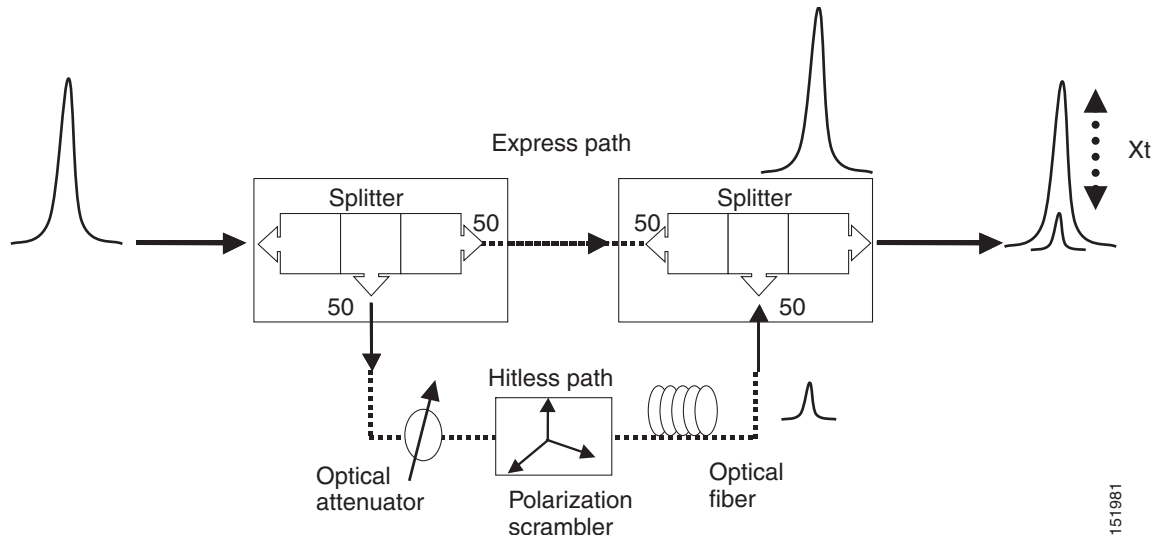 Express path
Xt
Splitter
50
50
Splitter
50
50
Hitless path
Optical
attenuator
Polarization
scrambler
Optical
fiber
151981